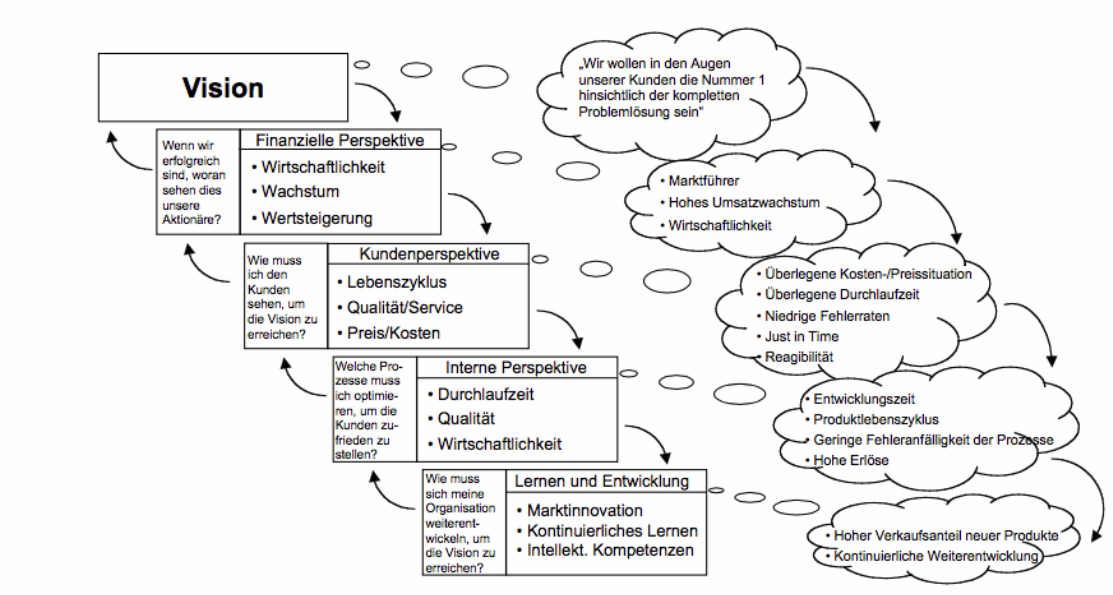 Vision
„Wir wollen in den Augen
unserer Kunden die Nummer 1
hinsichtlich der kompletten
Problemlösung sein“
Wenn wir
erfolgreich
sind, woran
sehen dies
unsere
Aktionäre?
Finanzielle Perspektive
• Wirtschaftlichkeit
• Wachstum
• Wertsteigerung
• Marktführer
• Hohes Umsatzwachstum
• Wirtschaftlichkeit
Wie muss
ich den
Kunden
sehen, um
die Vision zu
erreichen?
Kundenperspektive
• Lebenszyklus
• Qualität/Service
• Preis/Kosten
• Überlegene Kosten-/Preissituation
• Überlegene Durchlaufzeit
• Niedrige Fehlerraten
• Just in Time
• Reagibilität
Welche Pro-
zesse muss
ich optimie-
ren, um die
Kunden zu-
frieden zu
stellen?
Interne Perspektive
• Durchlaufzeit
• Qualität
• Wirtschaftlichkeit
• Entwicklungszeit
• Produktlebenszyklus
• Geringe Fehleranfälligkeit der Prozesse
• Hohe Erlöse
Wie muss
sich meine
Organisation
weiterent-
wickeln, um
die Vision zu
erreichen?
Lernen und Entwicklung
• Marktinnovation
• Kontinuierliches Lernen
• Intellekt. Kompetenzen
• Hoher Verkaufsanteil neuer Produkte
• Kontinuierliche Weiterentwicklung